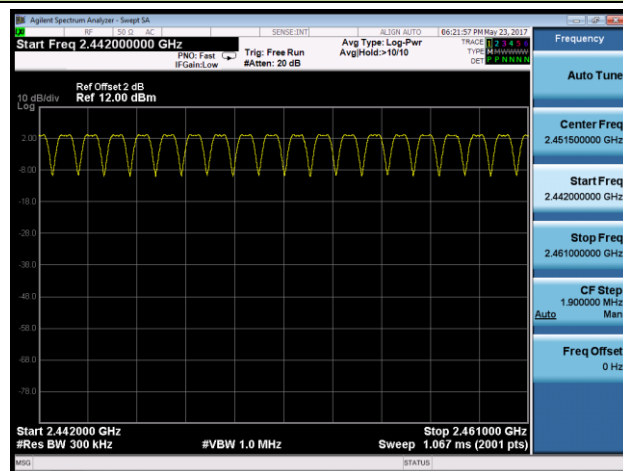 Agilent Spectrum Analyzer - Swept SA
RF 50 Ω AC SENSE:INT ALIGN AUTO 06:21:57 PM May 23, 2017
Start Freq 2.442000000 GHz
PNO: Fast
IFGain:Low
Trig: Free Run
#Atten: 20 dB
Avg Type: Log-Pwr
Avg|Hold:>10/10
TRACE 1 2 3 4 5 6
TYPE M M W W W W
DET P P N N N N
Frequency
Ref Offset 2 dB
Ref 12.00 dBm
10 dB/div
Log
2.00
-8.00
-18.0
-28.0
-38.0
-48.0
-58.0
-68.0
-78.0
Auto Tune
Center Freq
2.451500000 GHz
Start Freq
2.442000000 GHz
Stop Freq
2.461000000 GHz
CF Step
1.900000 MHz
Auto Man
Freq Offset
0 Hz
Start 2.442000 GHz Stop 2.461000 GHz
#Res BW 300 kHz #VBW 1.0 MHz Sweep 1.067 ms (2001 pts)
MSG STATUS